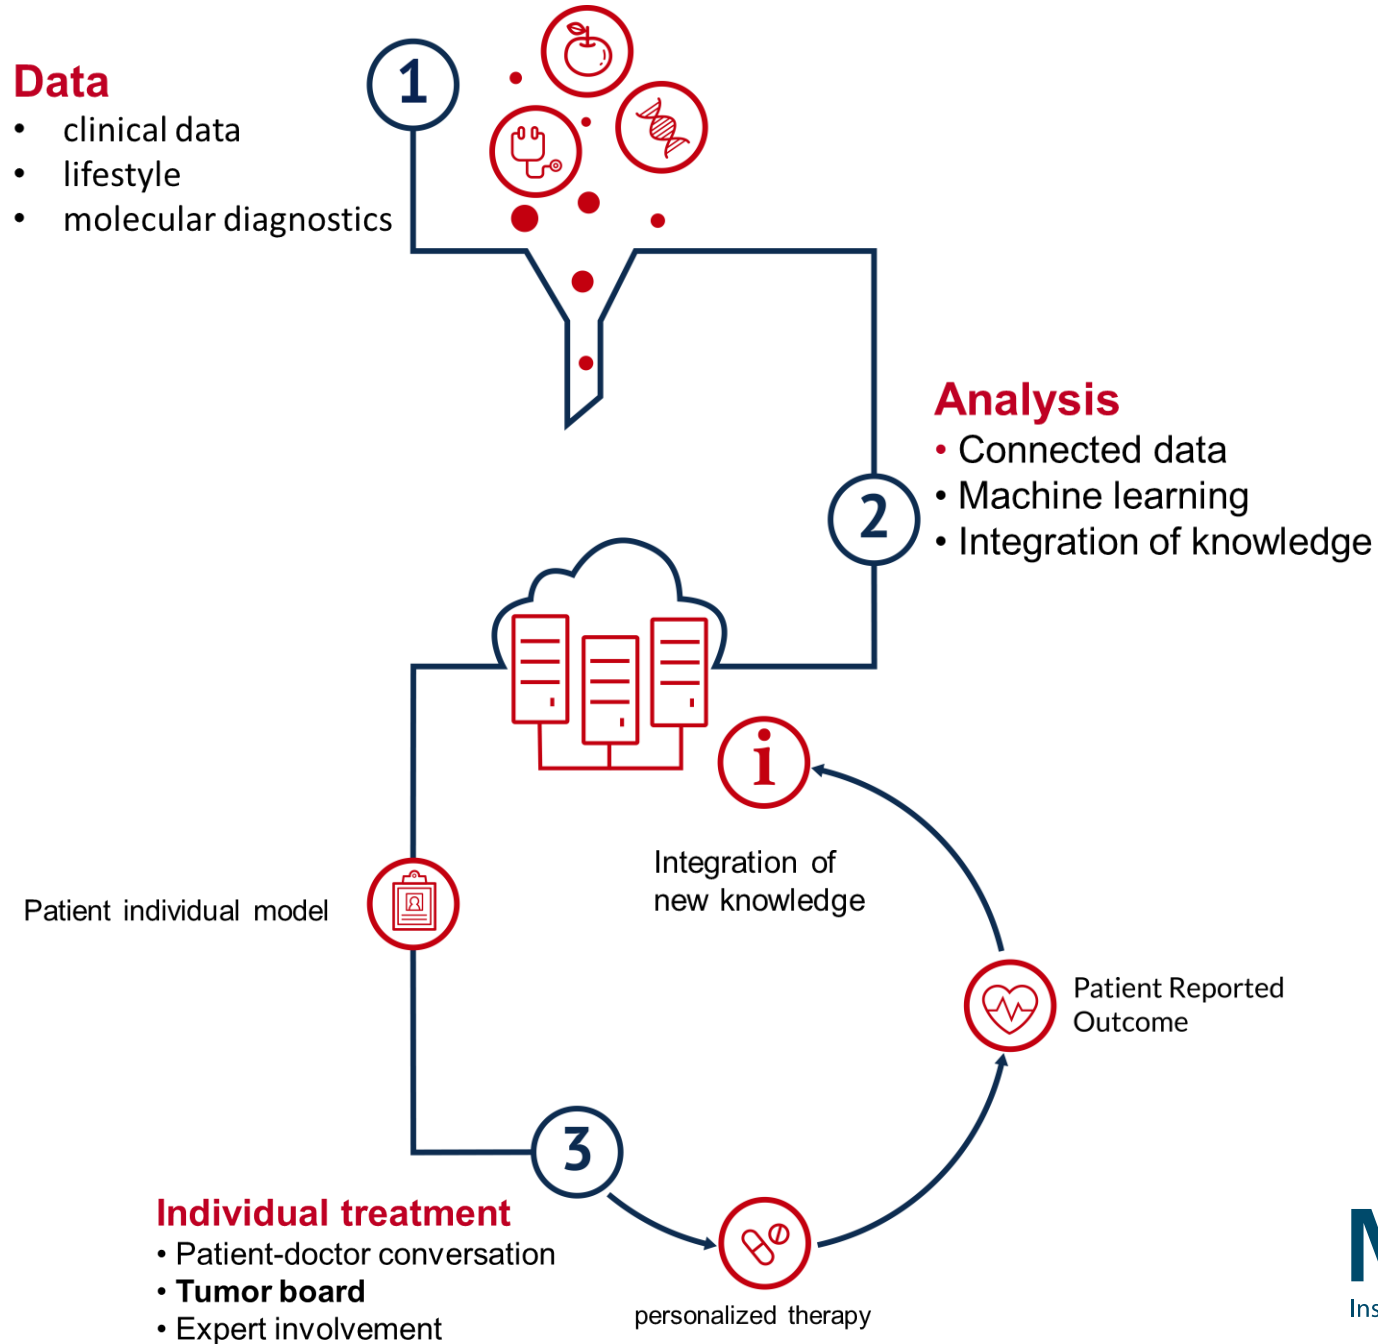 1
Data
• clinical data
• lifestyle
• molecular diagnostics
Analysis
• Connected data
• Machine learning
• Integration of knowledge
2
i
Integration of
new knowledge
Patient individual model
Patient Reported
Outcome
3
Individual treatment
• Patient-doctor conversation
• Tumor board
• Expert involvement
personalized therapy